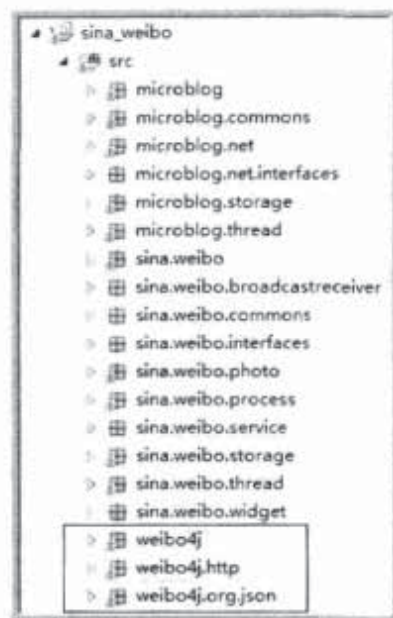 sina_weibo
src
microblog
microblog.commons
microblog.net
microblog.net.interfaces
microblog.storage
microblog.thread
sina.weibo
sina.weibo.broadcastreceiver
sina.weibo.commons
sina.weibo.interfaces
sina.weibo.photo
sina.weibo.process
sina.weibo.service
sina.weibo.storage
sina.weibo.thread
sina.weibo.widget
weibo4j
weibo4j.http
weibo4j.org.json